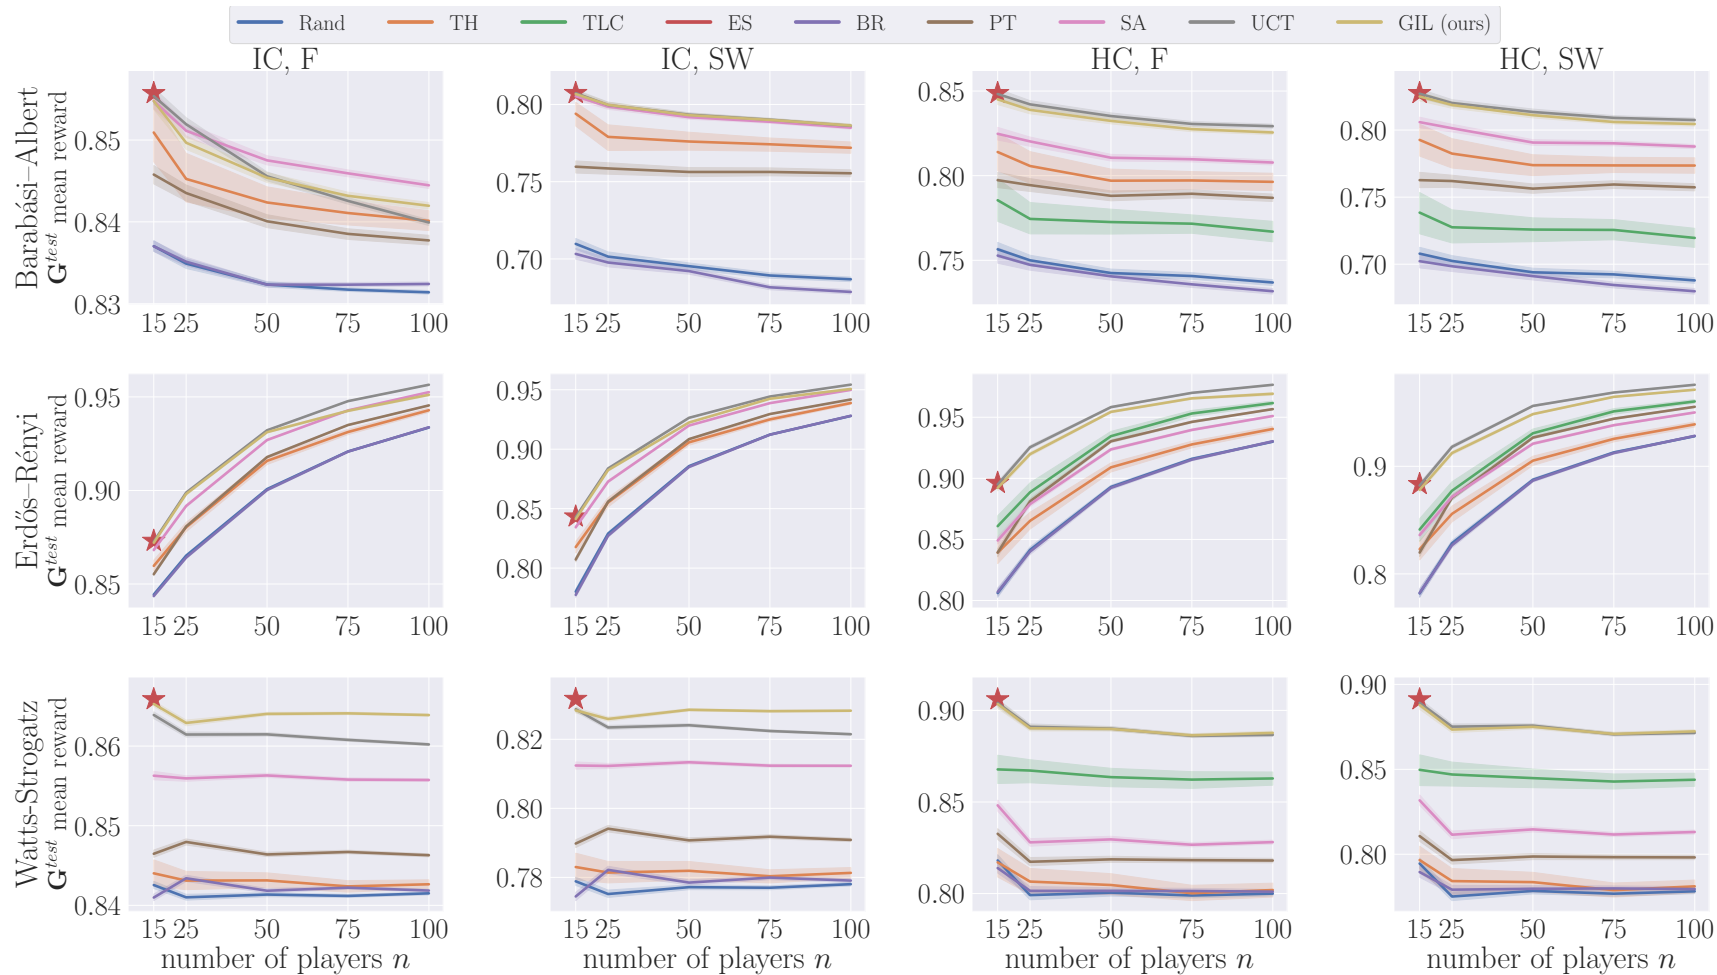 Rand TH TLC ES BR PT SA UCT GIL (ours)
IC, F IC, SW HC, F HC, SW
Barabási–Albert
G^test mean reward
0.85
0.84
0.83
15 25 50 75 100
0.80
0.75
0.70
15 25 50 75 100
0.85
0.80
0.75
15 25 50 75 100
0.80
0.75
0.70
15 25 50 75 100
Erdős–Rényi
G^test mean reward
0.95
0.90
0.85
15 25 50 75 100
0.95
0.90
0.85
0.80
15 25 50 75 100
0.95
0.90
0.85
0.80
15 25 50 75 100
0.9
0.8
15 25 50 75 100
Watts-Strogatz
G^test mean reward
0.86
0.85
0.84
15 25 50 75 100
number of players n
0.82
0.80
0.78
15 25 50 75 100
number of players n
0.90
0.85
0.80
15 25 50 75 100
number of players n
0.90
0.85
0.80
15 25 50 75 100
number of players n